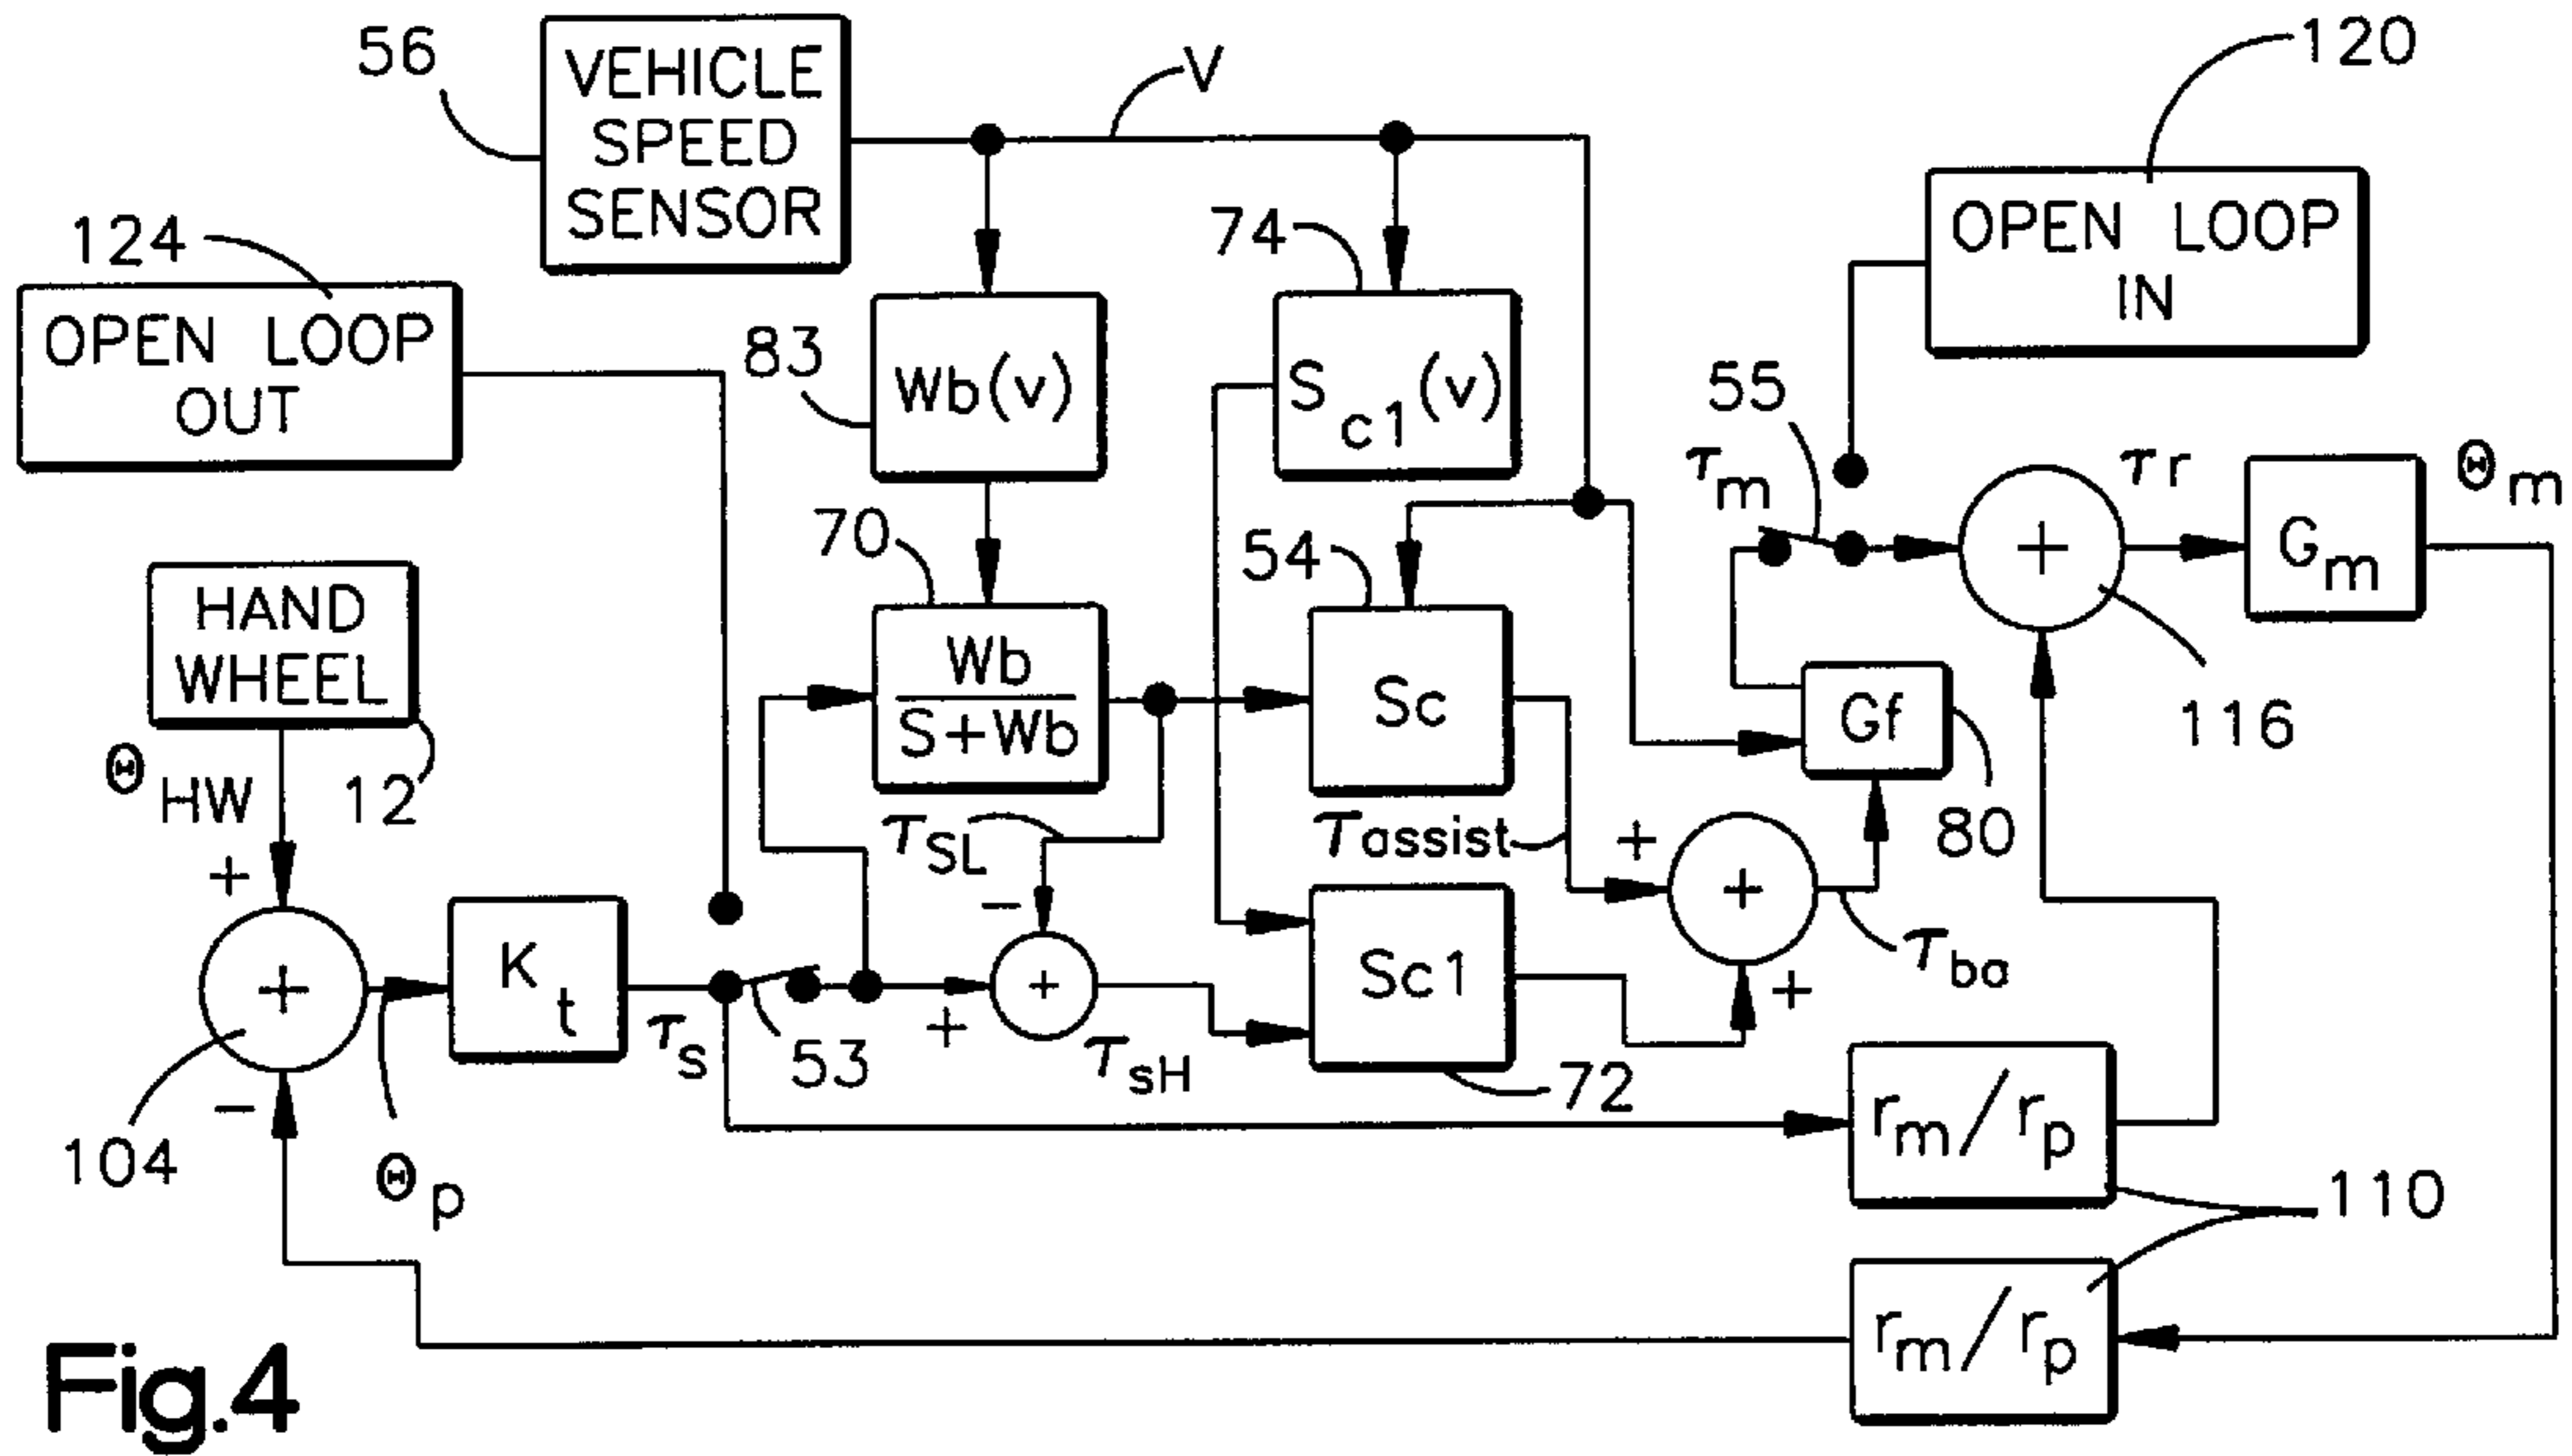 56
VEHICLE
SPEED
SENSOR
V
120
OPEN LOOP
IN
124
OPEN LOOP
OUT
83
Wb(v)
74
S c1 (v)
55
τm
τr
Θm
Gm
70
54
HAND
WHEEL
Wb
S+Wb
Sc
Gf
116
Θ HW
12
τSL
τassist
+
80
+
+
+
Kt
−
+
Sc1
τba
+
τs
53
+
τsH
72
−
104
Θp
rm/rp
110
rm/rp
+
Fig.4